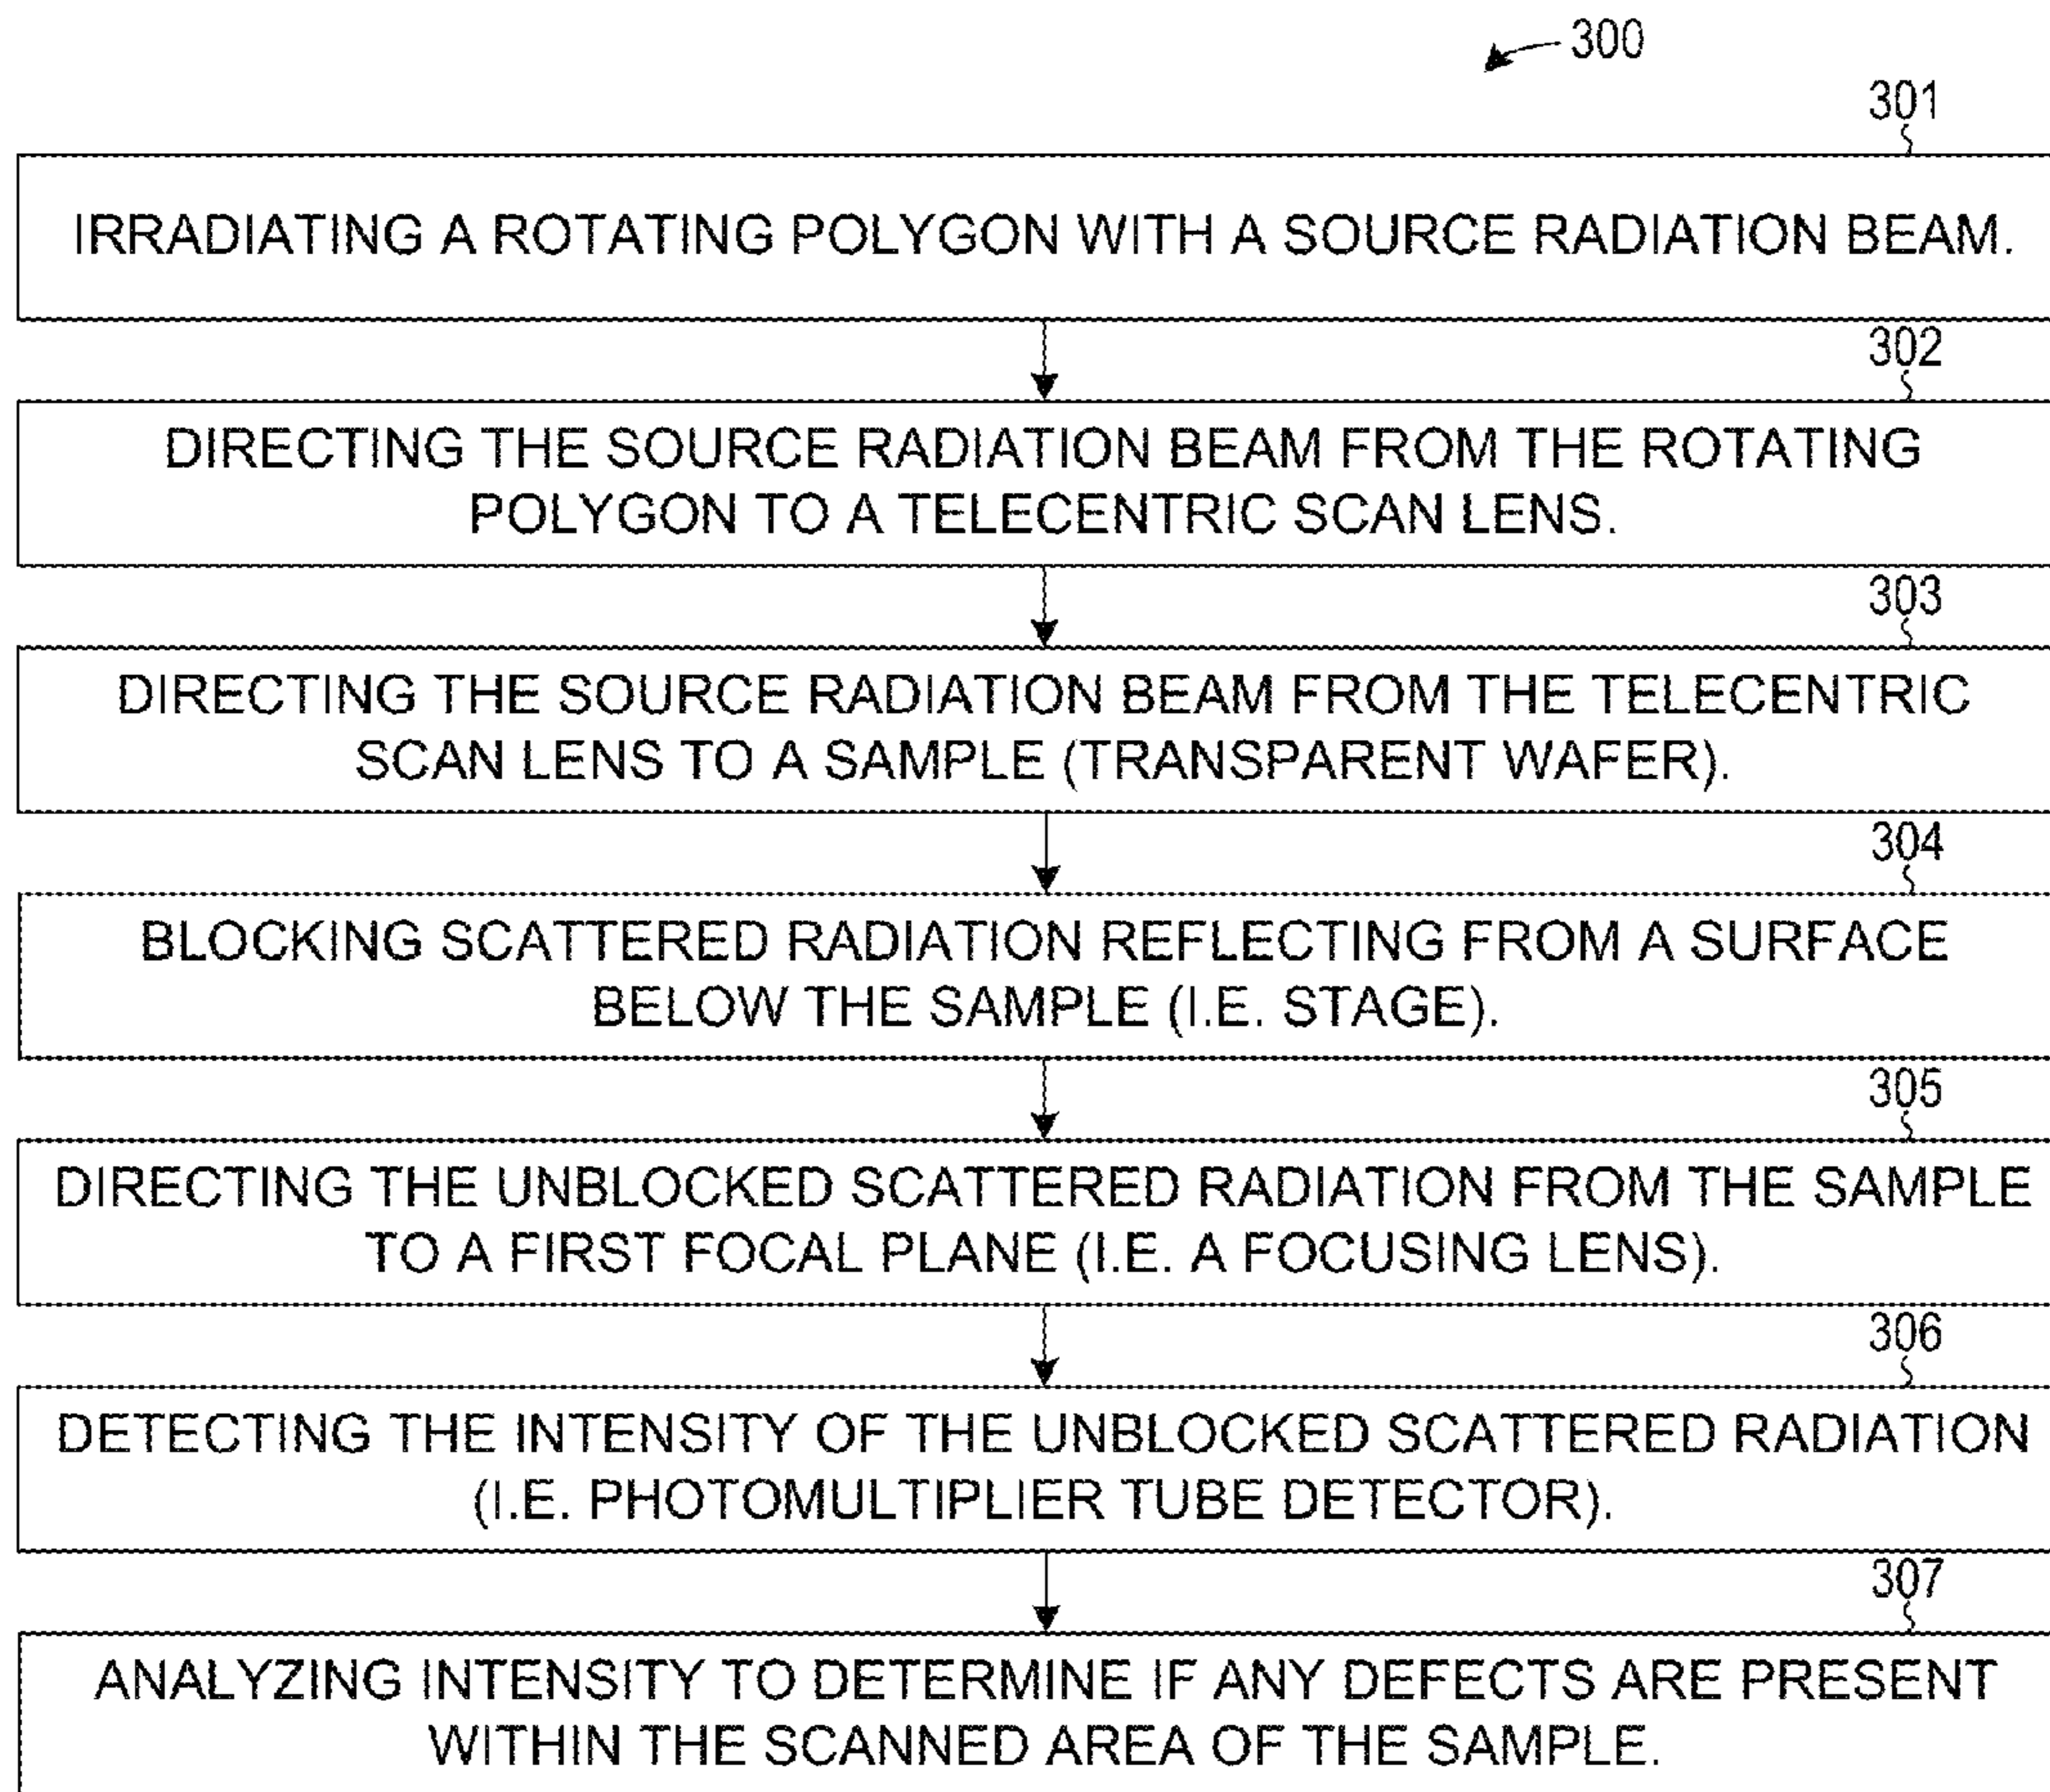 300
301
IRRADIATING A ROTATING POLYGON WITH A SOURCE RADIATION BEAM.
302
DIRECTING THE SOURCE RADIATION BEAM FROM THE ROTATING
POLYGON TO A TELECENTRIC SCAN LENS.
303
DIRECTING THE SOURCE RADIATION BEAM FROM THE TELECENTRIC
SCAN LENS TO A SAMPLE (TRANSPARENT WAFER).
304
BLOCKING SCATTERED RADIATION REFLECTING FROM A SURFACE
BELOW THE SAMPLE (I.E. STAGE).
305
DIRECTING THE UNBLOCKED SCATTERED RADIATION FROM THE SAMPLE
TO A FIRST FOCAL PLANE (I.E. A FOCUSING LENS).
306
DETECTING THE INTENSITY OF THE UNBLOCKED SCATTERED RADIATION
(I.E. PHOTOMULTIPLIER TUBE DETECTOR).
307
ANALYZING INTENSITY TO DETERMINE IF ANY DEFECTS ARE PRESENT
WITHIN THE SCANNED AREA OF THE SAMPLE.